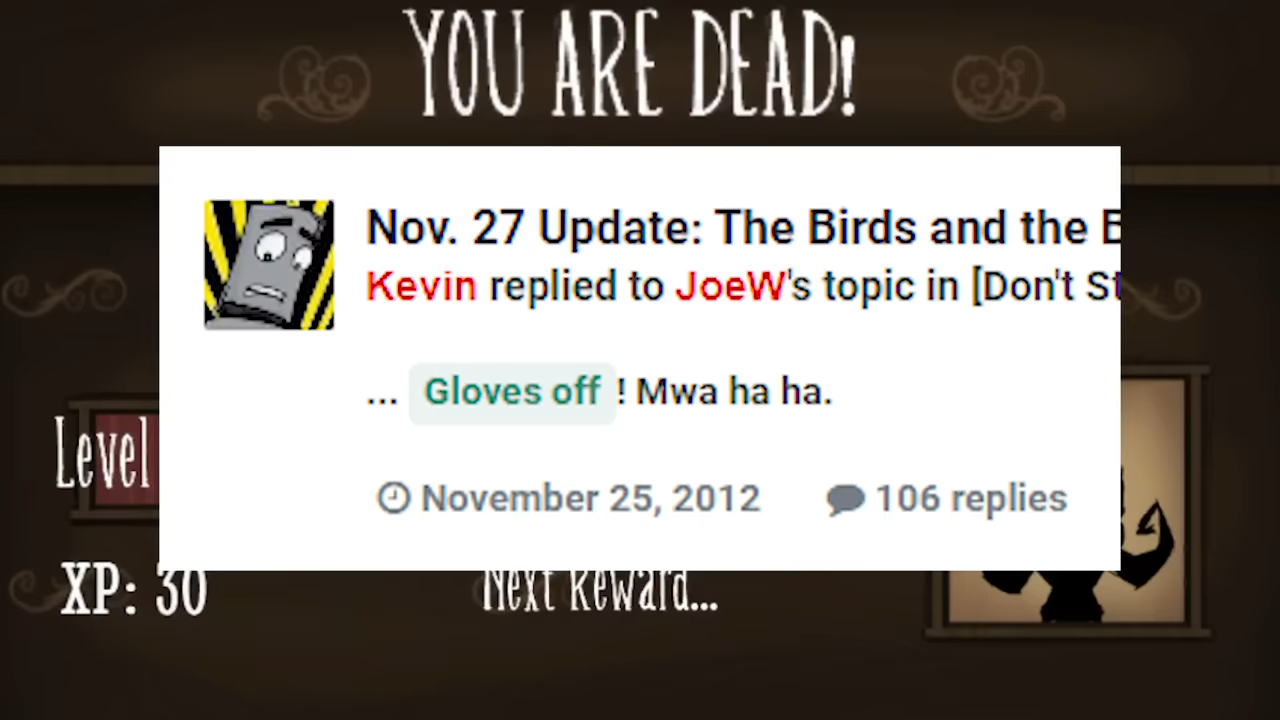 YOU ARE DEAD!
Nov. 27 Update: The Birds and the
Kevin replied to JoeW's topic in [Don't St
... Gloves off ! Mwa ha ha.
Level
November 25, 2012 106 replies
XP: 30
Next Reward...